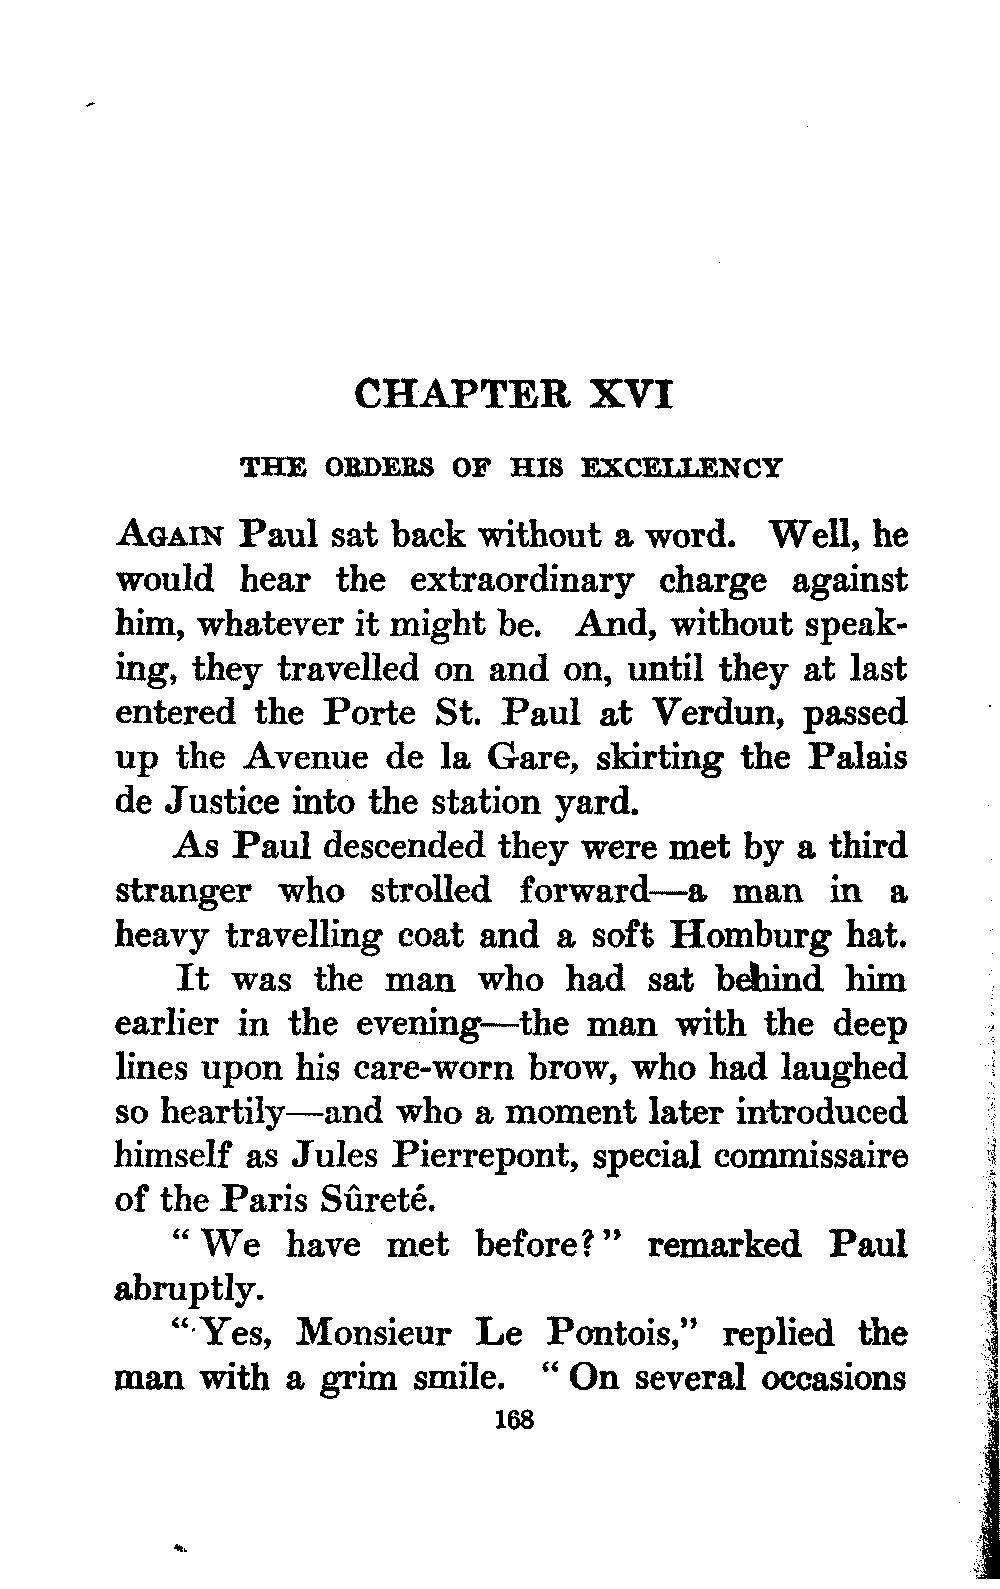 CHAPTER XVI
THE ORDERS OF HIS EXCELLENCY
AGAIN Paul sat back without a word. Well, he
would hear the extraordinary charge against
him, whatever it might be. And, without speak-
ing, they travelled on and on, until they at last
entered the Porte St. Paul at Verdun, passed
up the Avenue de la Gare, skirting the Palais
de Justice into the station yard.
As Paul descended they were met by a third
stranger who strolled forward—a man in a
heavy travelling coat and a soft Homburg hat.
It was the man who had sat behind him
earlier in the evening—the man with the deep
lines upon his care-worn brow, who had laughed
so heartily—and who a moment later introduced
himself as Jules Pierrepont, special commissaire
of the Paris Sûreté.
“ We have met before? ” remarked Paul
abruptly.
“ Yes, Monsieur Le Pontois,” replied the
man with a grim smile. “ On several occasions
168